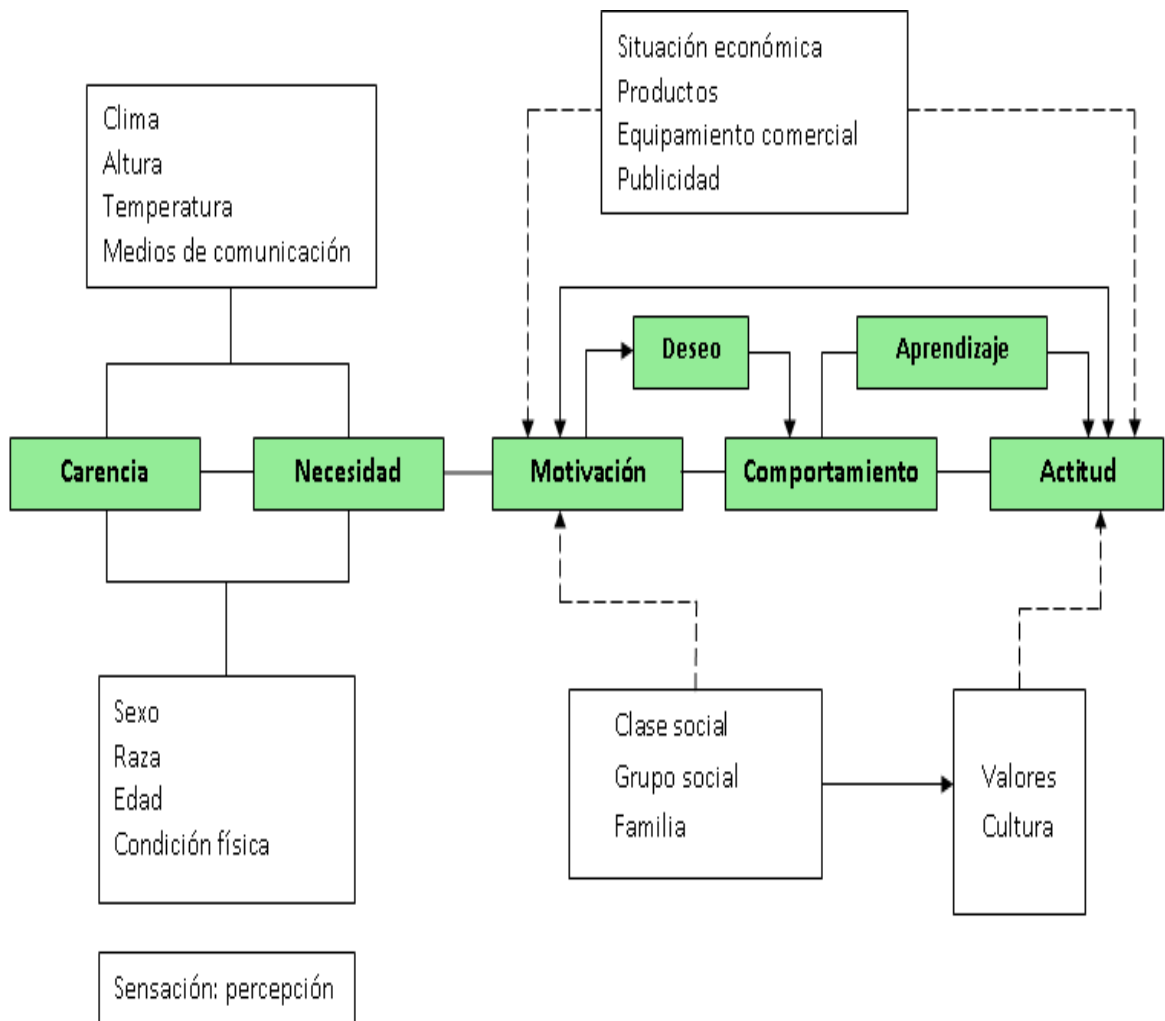 Situación económica
Productos
Equipamiento comercial
Publicidad
Clima
Altura
Temperatura
Medios de comunicación
Deseo
Aprendizaje
Carencia
Necesidad
Motivación
Comportamiento
Actitud
Sexo
Raza
Edad
Condición física
Clase social
Grupo social
Familia
Valores
Cultura
Sensación: percepción